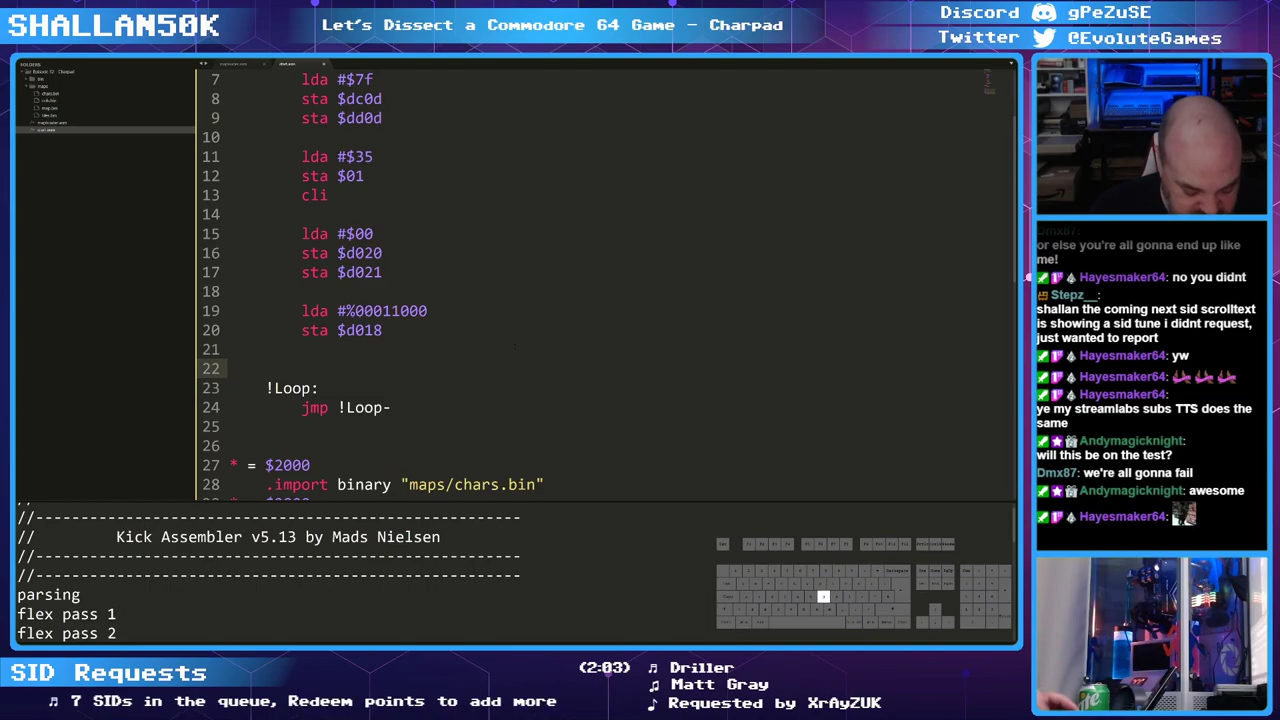 SHALLAN50K
Let's Dissect a Commodore 64 Game - Charpad
Discord gPeZuSE
Twitter @EvoluteGames
FOLDERS
7 lda #$7f
8 sta $dc0d
9 sta $dd0d
10
11 lda #$35
12 sta $01
13 cli
14
15 lda #$00
16 sta $d020
17 sta $d021
18
19 lda #%00011000
20 sta $d018
21
22
23 !Loop:
24 jmp !Loop-
25
26
27 * = $2000
28 .import binary "maps/chars.bin"
//--------------------------------------------------
// Kick Assembler v5.13 by Mads Nielsen
//--------------------------------------------------
//--------------------------------------------------
parsing
flex pass 1
flex pass 2
Dmx87:
or else you're all gonna end up like
me!
Hayesmaker64: no you didnt
Stepz__:
shallan the coming next sid scrolltext
is showing a sid tune i didnt request,
just wanted to report
Hayesmaker64: yw
Hayesmaker64:
Hayesmaker64:
ye my streamlabs subs TTS does the
same
Andymagicknight:
will this be on the test?
Dmx87: we're all gonna fail
Andymagicknight: awesome
Hayesmaker64:
SID Requests
7 SIDs in the queue, Redeem points to add more
(2:03) Driller
Matt Gray
Requested by XrAyZUK